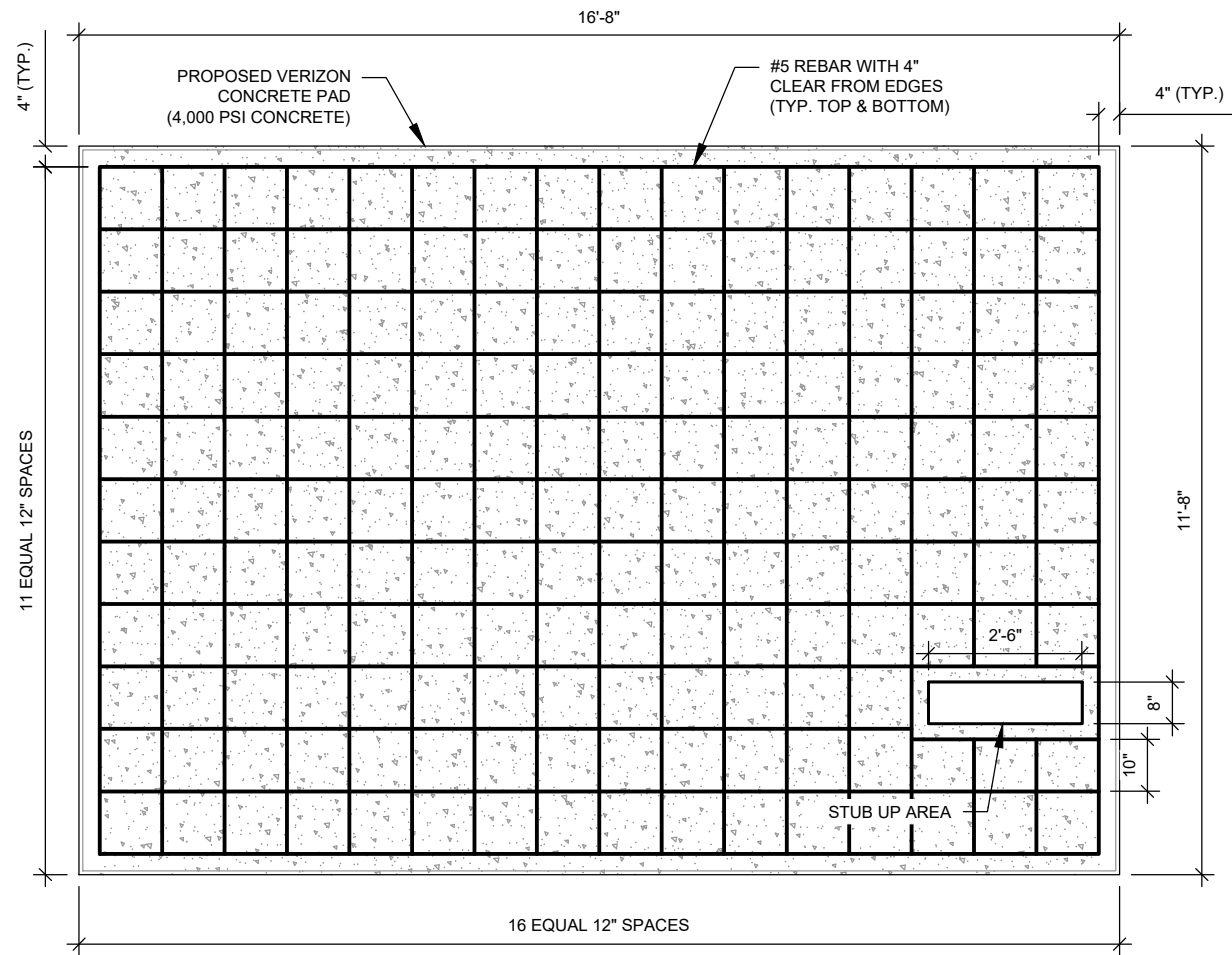 16'-8"
4" (TYP.)
PROPOSED VERIZON
CONCRETE PAD
(4,000 PSI CONCRETE)
#5 REBAR WITH 4"
CLEAR FROM EDGES
(TYP. TOP & BOTTOM)
4" (TYP.)
11 EQUAL 12" SPACES
11'-8"
2'-6"
8"
10"
STUB UP AREA
16 EQUAL 12" SPACES